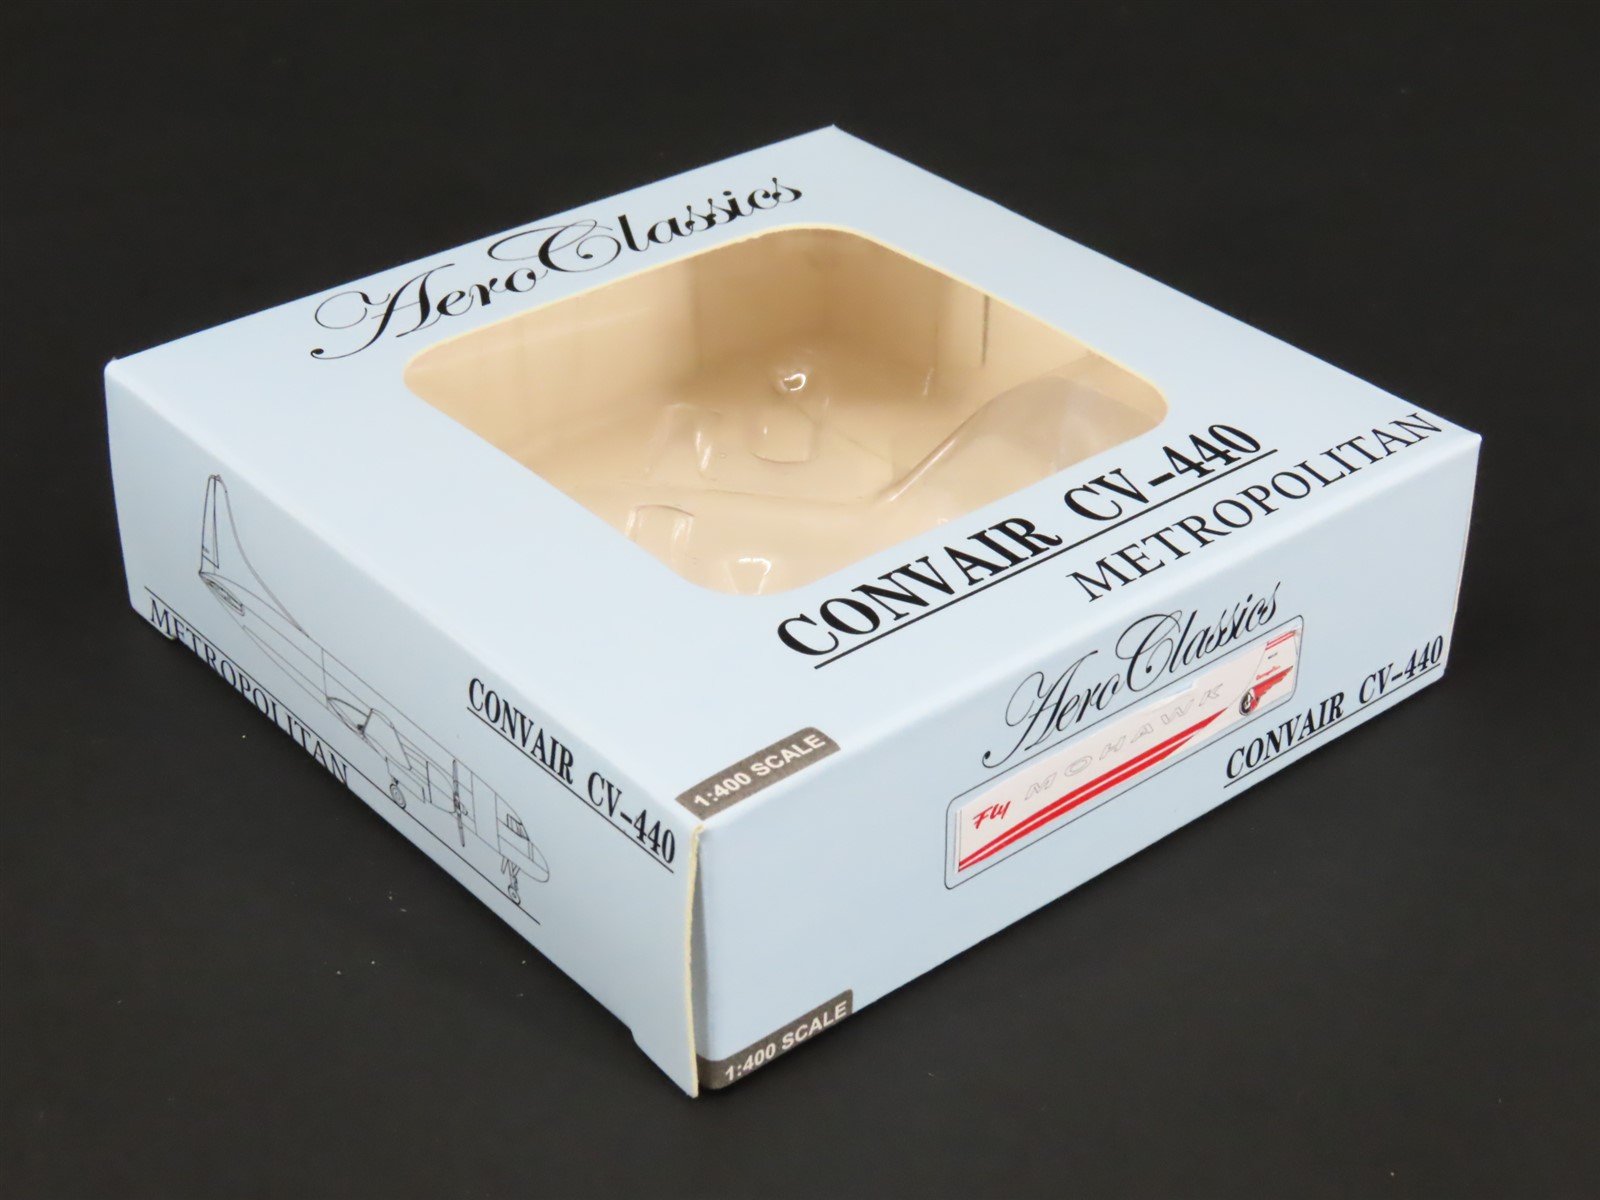 AeroClassics
CONVAIR CV-440
METROPOLITAN
1:400 SCALE
CONVAIR CV-440
METROPOLITAN
AeroClassics
Fly MOHAWK
CONVAIR CV-440
1:400 SCALE